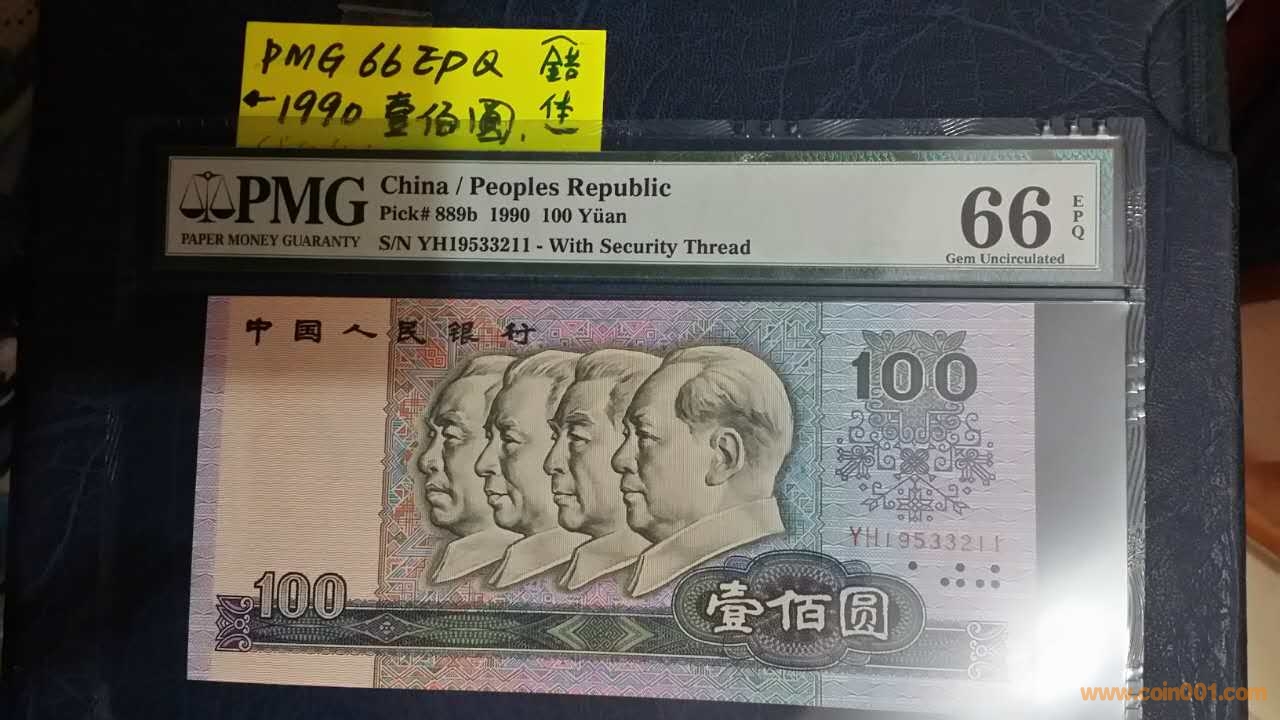 PMG 66 EPQ (錯
←1990 壹佰圓. 体
PMG
PAPER MONEY GUARANTY
China / Peoples Republic
Pick# 889b 1990 100 Yüan
S/N YH19533211 - With Security Thread
66
EPQ
Gem Uncirculated
中国人民银行
100
YH19533211
100
壹佰圆
www.coin001.com